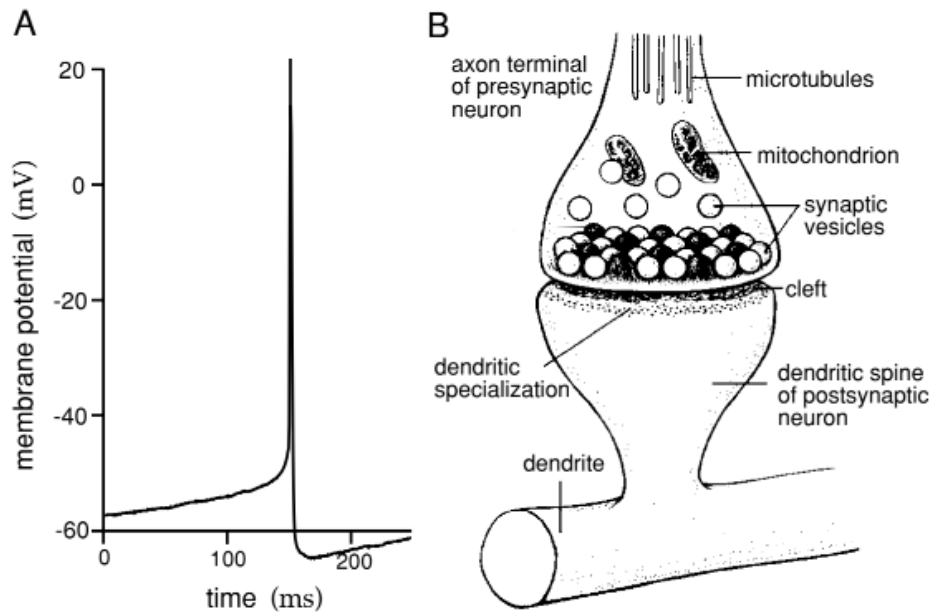 A
membrane potential (mV)
20
0
-20
-40
-60
0
100
200
time (ms)
B
axon terminal
of presynaptic
neuron
microtubules
mitochondrion
synaptic
vesicles
cleft
dendritic
specialization
dendritic spine
of postsynaptic
neuron
dendrite